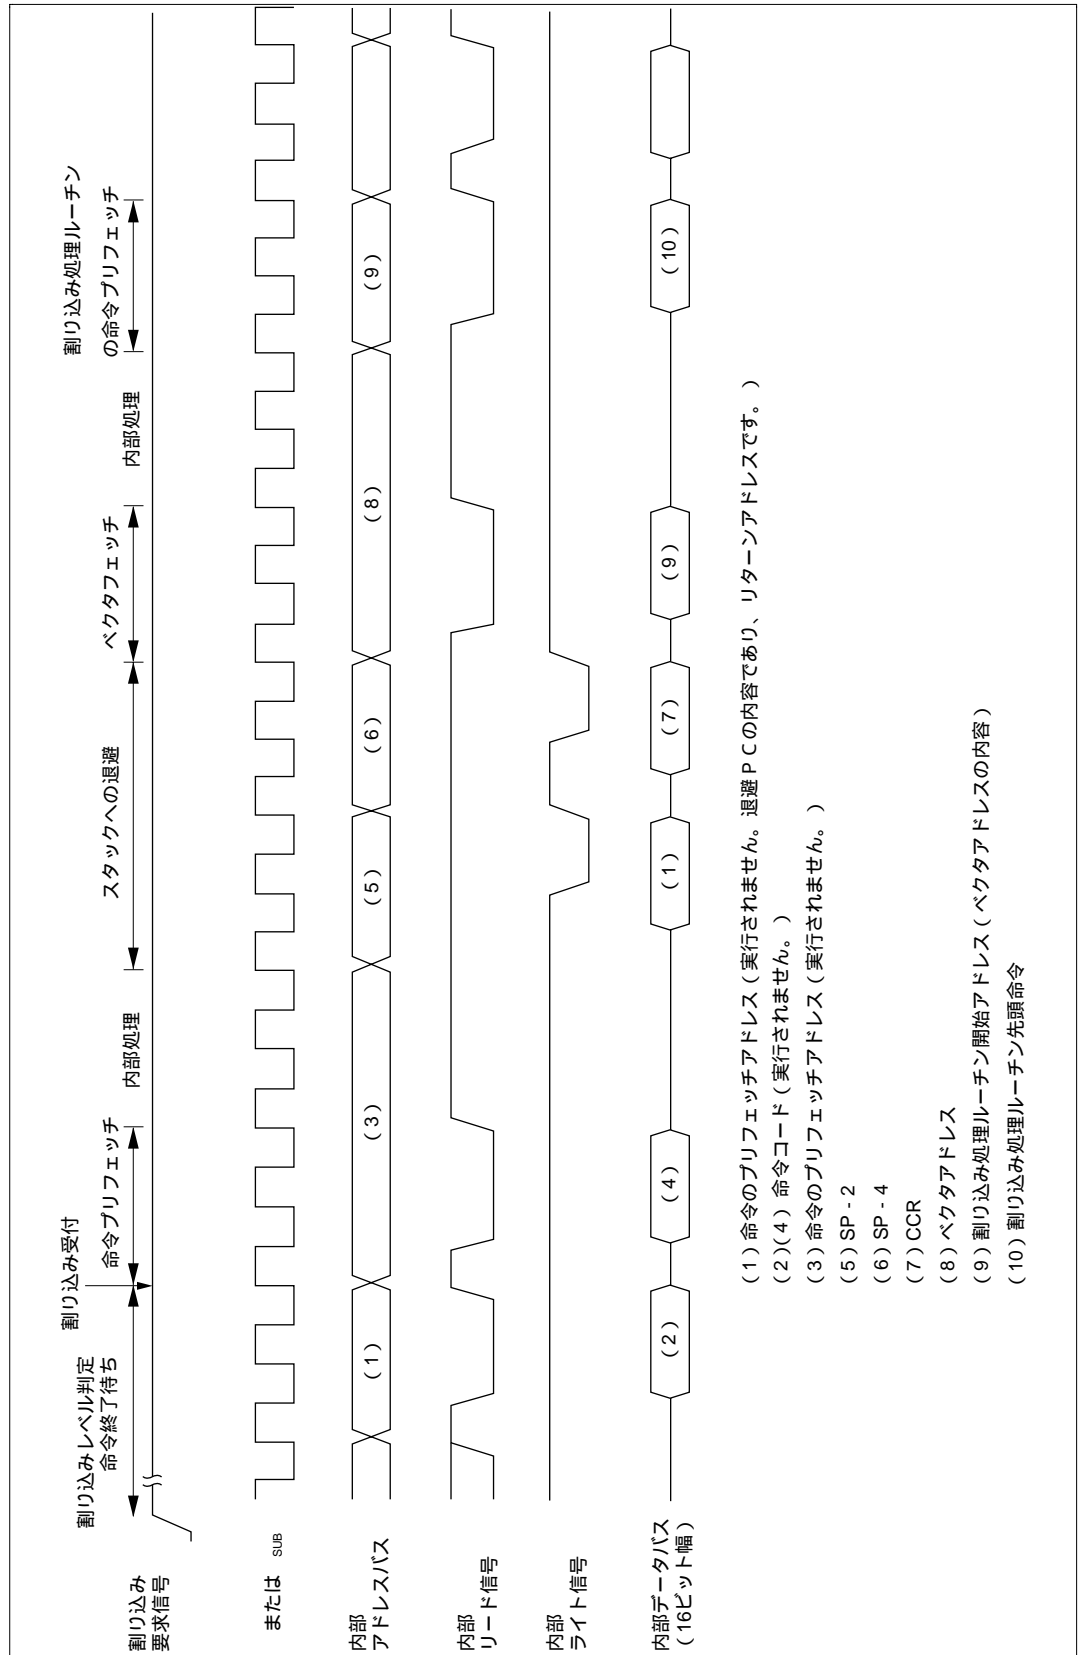 割り込みレベル判定
命令終了待ち
割り込み受付
命令プリフェッチ
内部処理
スタックへの退避
ベクタフェッチ
内部処理
割り込み処理ルーチン
の命令プリフェッチ
割り込み
要求信号
または SUB
内部
アドレスバス
(1)
(3)
(5)
(6)
(8)
(9)
内部
リード信号
内部
ライト信号
内部データバス
(16ビット幅)
(2)
(4)
(1)
(7)
(9)
(10)
(1) 命令のプリフェッチアドレス(実行されません。退避PCの内容であり、リターンアドレスです。)
(2)(4) 命令コード(実行されません。)
(3) 命令のプリフェッチアドレス(実行されません。)
(5) SP - 2
(6) SP - 4
(7) CCR
(8) ベクタアドレス
(9) 割り込み処理ルーチン開始アドレス(ベクタアドレスの内容)
(10) 割り込み処理ルーチン先頭命令